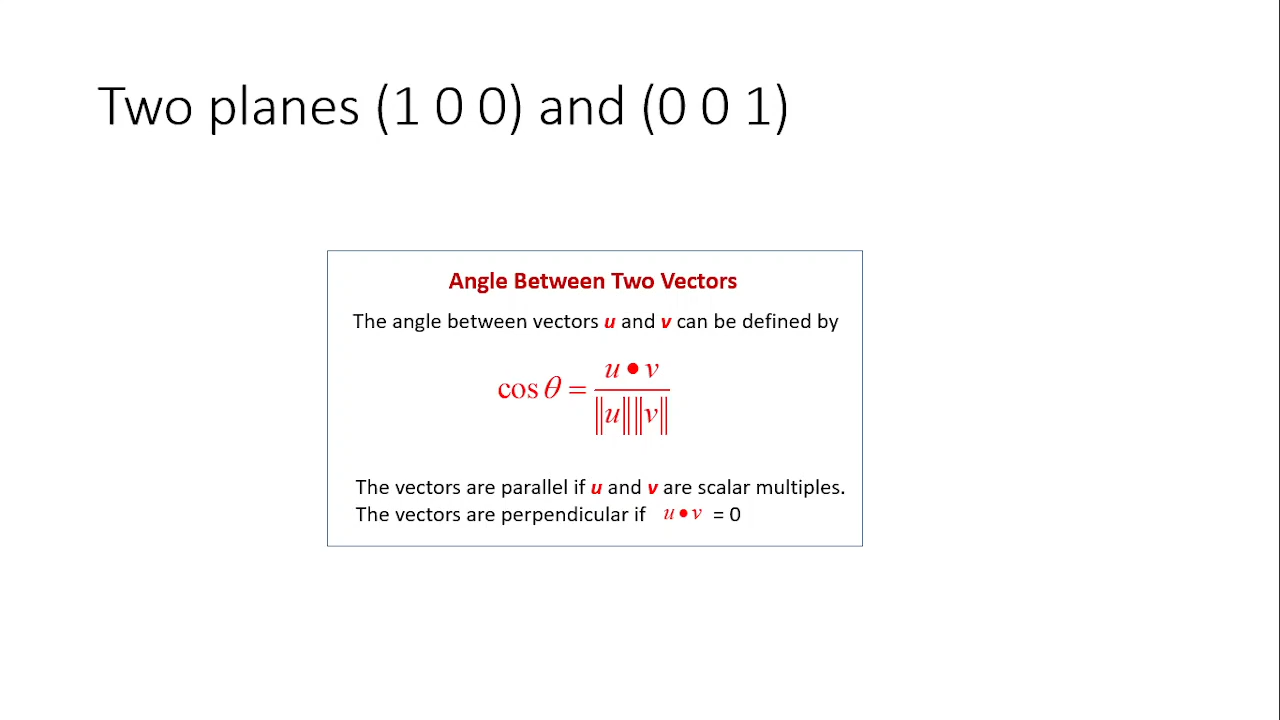 Two planes (1 0 0) and (0 0 1)
Angle Between Two Vectors
The angle between vectors u and v can be defined by
cos θ = u • v / ‖u‖‖v‖
The vectors are parallel if u and v are scalar multiples.
The vectors are perpendicular if u • v = 0